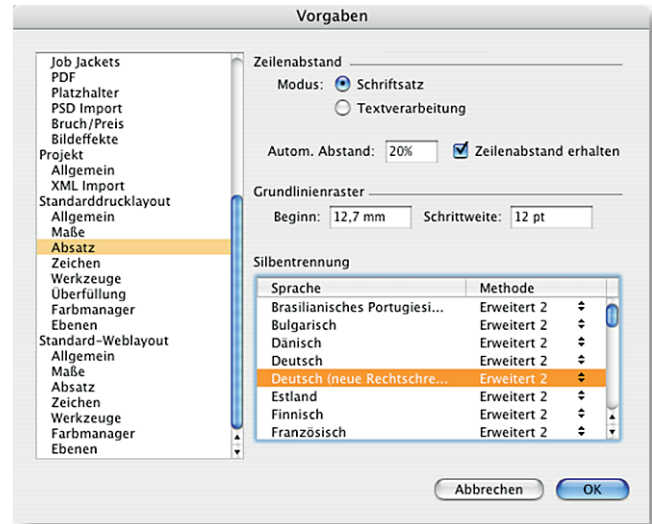 Vorgaben
Job Jackets
PDF
Platzhalter
PSD Import
Bruch/Preis
Bildeffekte
Projekt
Allgemein
XML Import
Standarddrucklayout
Allgemein
Maße
Absatz
Zeichen
Werkzeuge
Überfüllung
Farbmanager
Ebenen
Standard-Weblayout
Allgemein
Maße
Absatz
Zeichen
Werkzeuge
Farbmanager
Ebenen
Zeilenabstand
Modus: Schriftsatz
Textverarbeitung
Autom. Abstand: 20% Zeilenabstand erhalten
Grundlinienraster
Beginn: 12,7 mm Schrittweite: 12 pt
Silbentrennung
Sprache Methode
Brasilianisches Portugiesi... Erweitert 2
Bulgarisch Erweitert 2
Dänisch Erweitert 2
Deutsch Erweitert 2
Deutsch (neue Rechtschre... Erweitert 2
Estland Erweitert 2
Finnisch Erweitert 2
Französisch Erweitert 2
Abbrechen OK